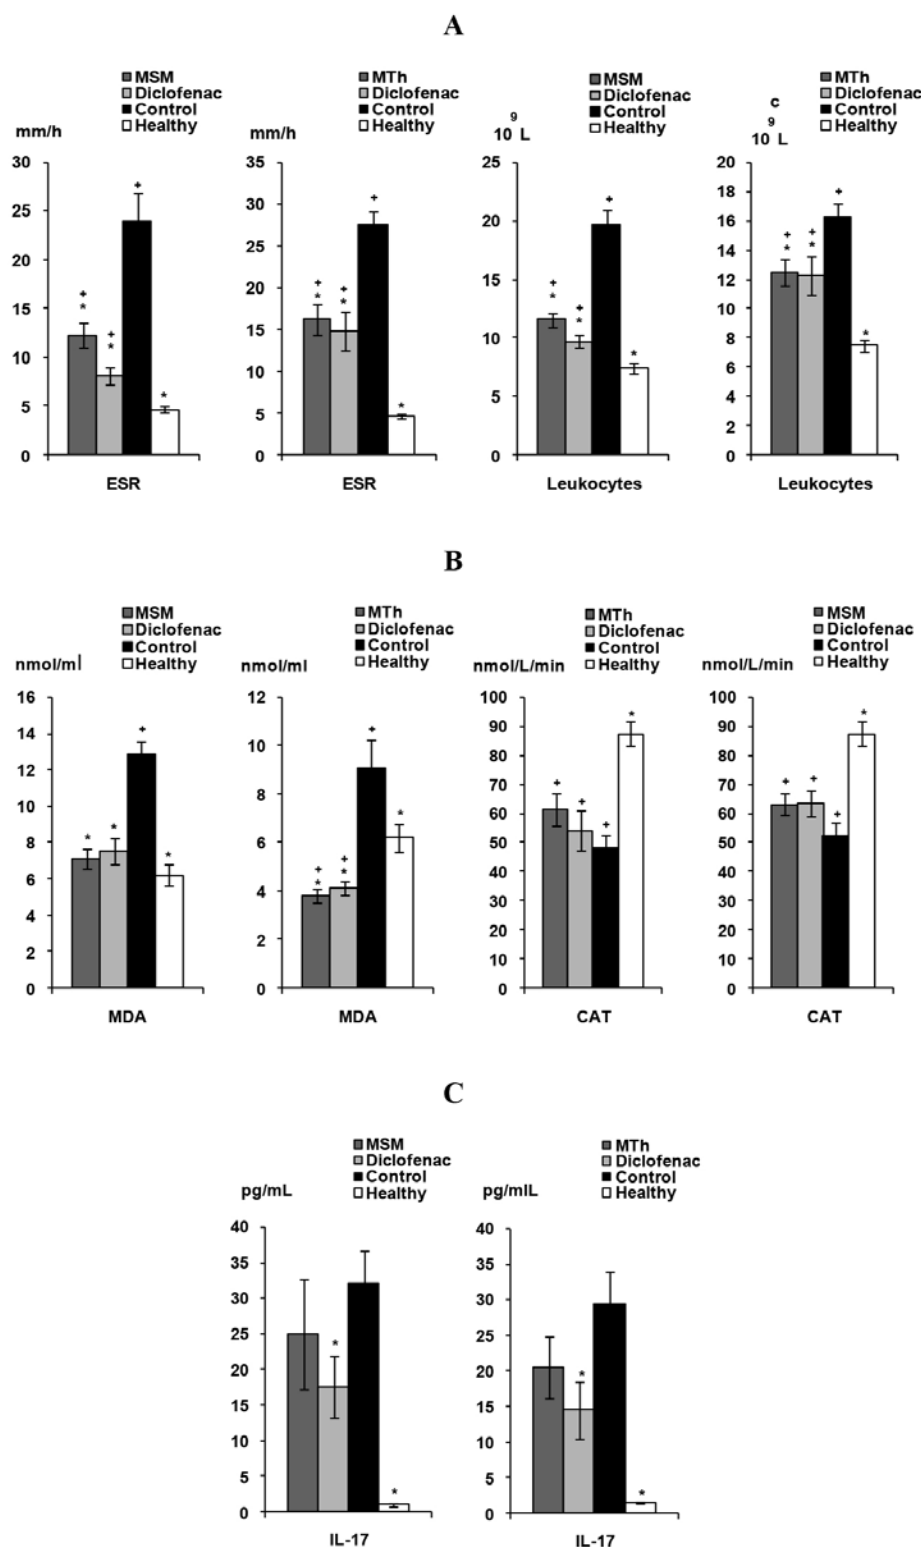 A
MSM
Diclofenac
Control
Healthy
mm/h
30
25
20
15
10
5
0
+
*
+
*
+
*
ESR
MTh
Diclofenac
Control
Healthy
mm/h
35
30
25
20
15
10
5
0
+
*
+
*
+
*
ESR
MSM
Diclofenac
Control
Healthy
9
10 L
25
20
15
10
5
0
+
*
+
*
+
*
Leukocytes
MTh
Diclofenac
Control
Healthy
c
9
10 L
20
18
16
14
12
10
8
6
4
2
0
+
*
+
*
+
*
Leukocytes
B
MSM
Diclofenac
Control
Healthy
nmol/ml
16
14
12
10
8
6
4
2
0
*
*
+
*
MDA
MTh
Diclofenac
Control
Healthy
nmol/ml
12
10
8
6
4
2
0
+
*
+
*
+
*
MDA
MTh
Diclofenac
Control
Healthy
nmol/L/min
100
90
80
70
60
50
40
30
20
10
0
+
+
+
*
CAT
MSM
Diclofenac
Control
Healthy
nmol/L/min
100
90
80
70
60
50
40
30
20
10
0
+
+
+
*
CAT
C
MSM
Diclofenac
Control
Healthy
pg/mL
40
35
30
25
20
15
10
5
0
*
*
IL-17
MTh
Diclofenac
Control
Healthy
pg/mlL
40
35
30
25
20
15
10
5
0
*
*
IL-17